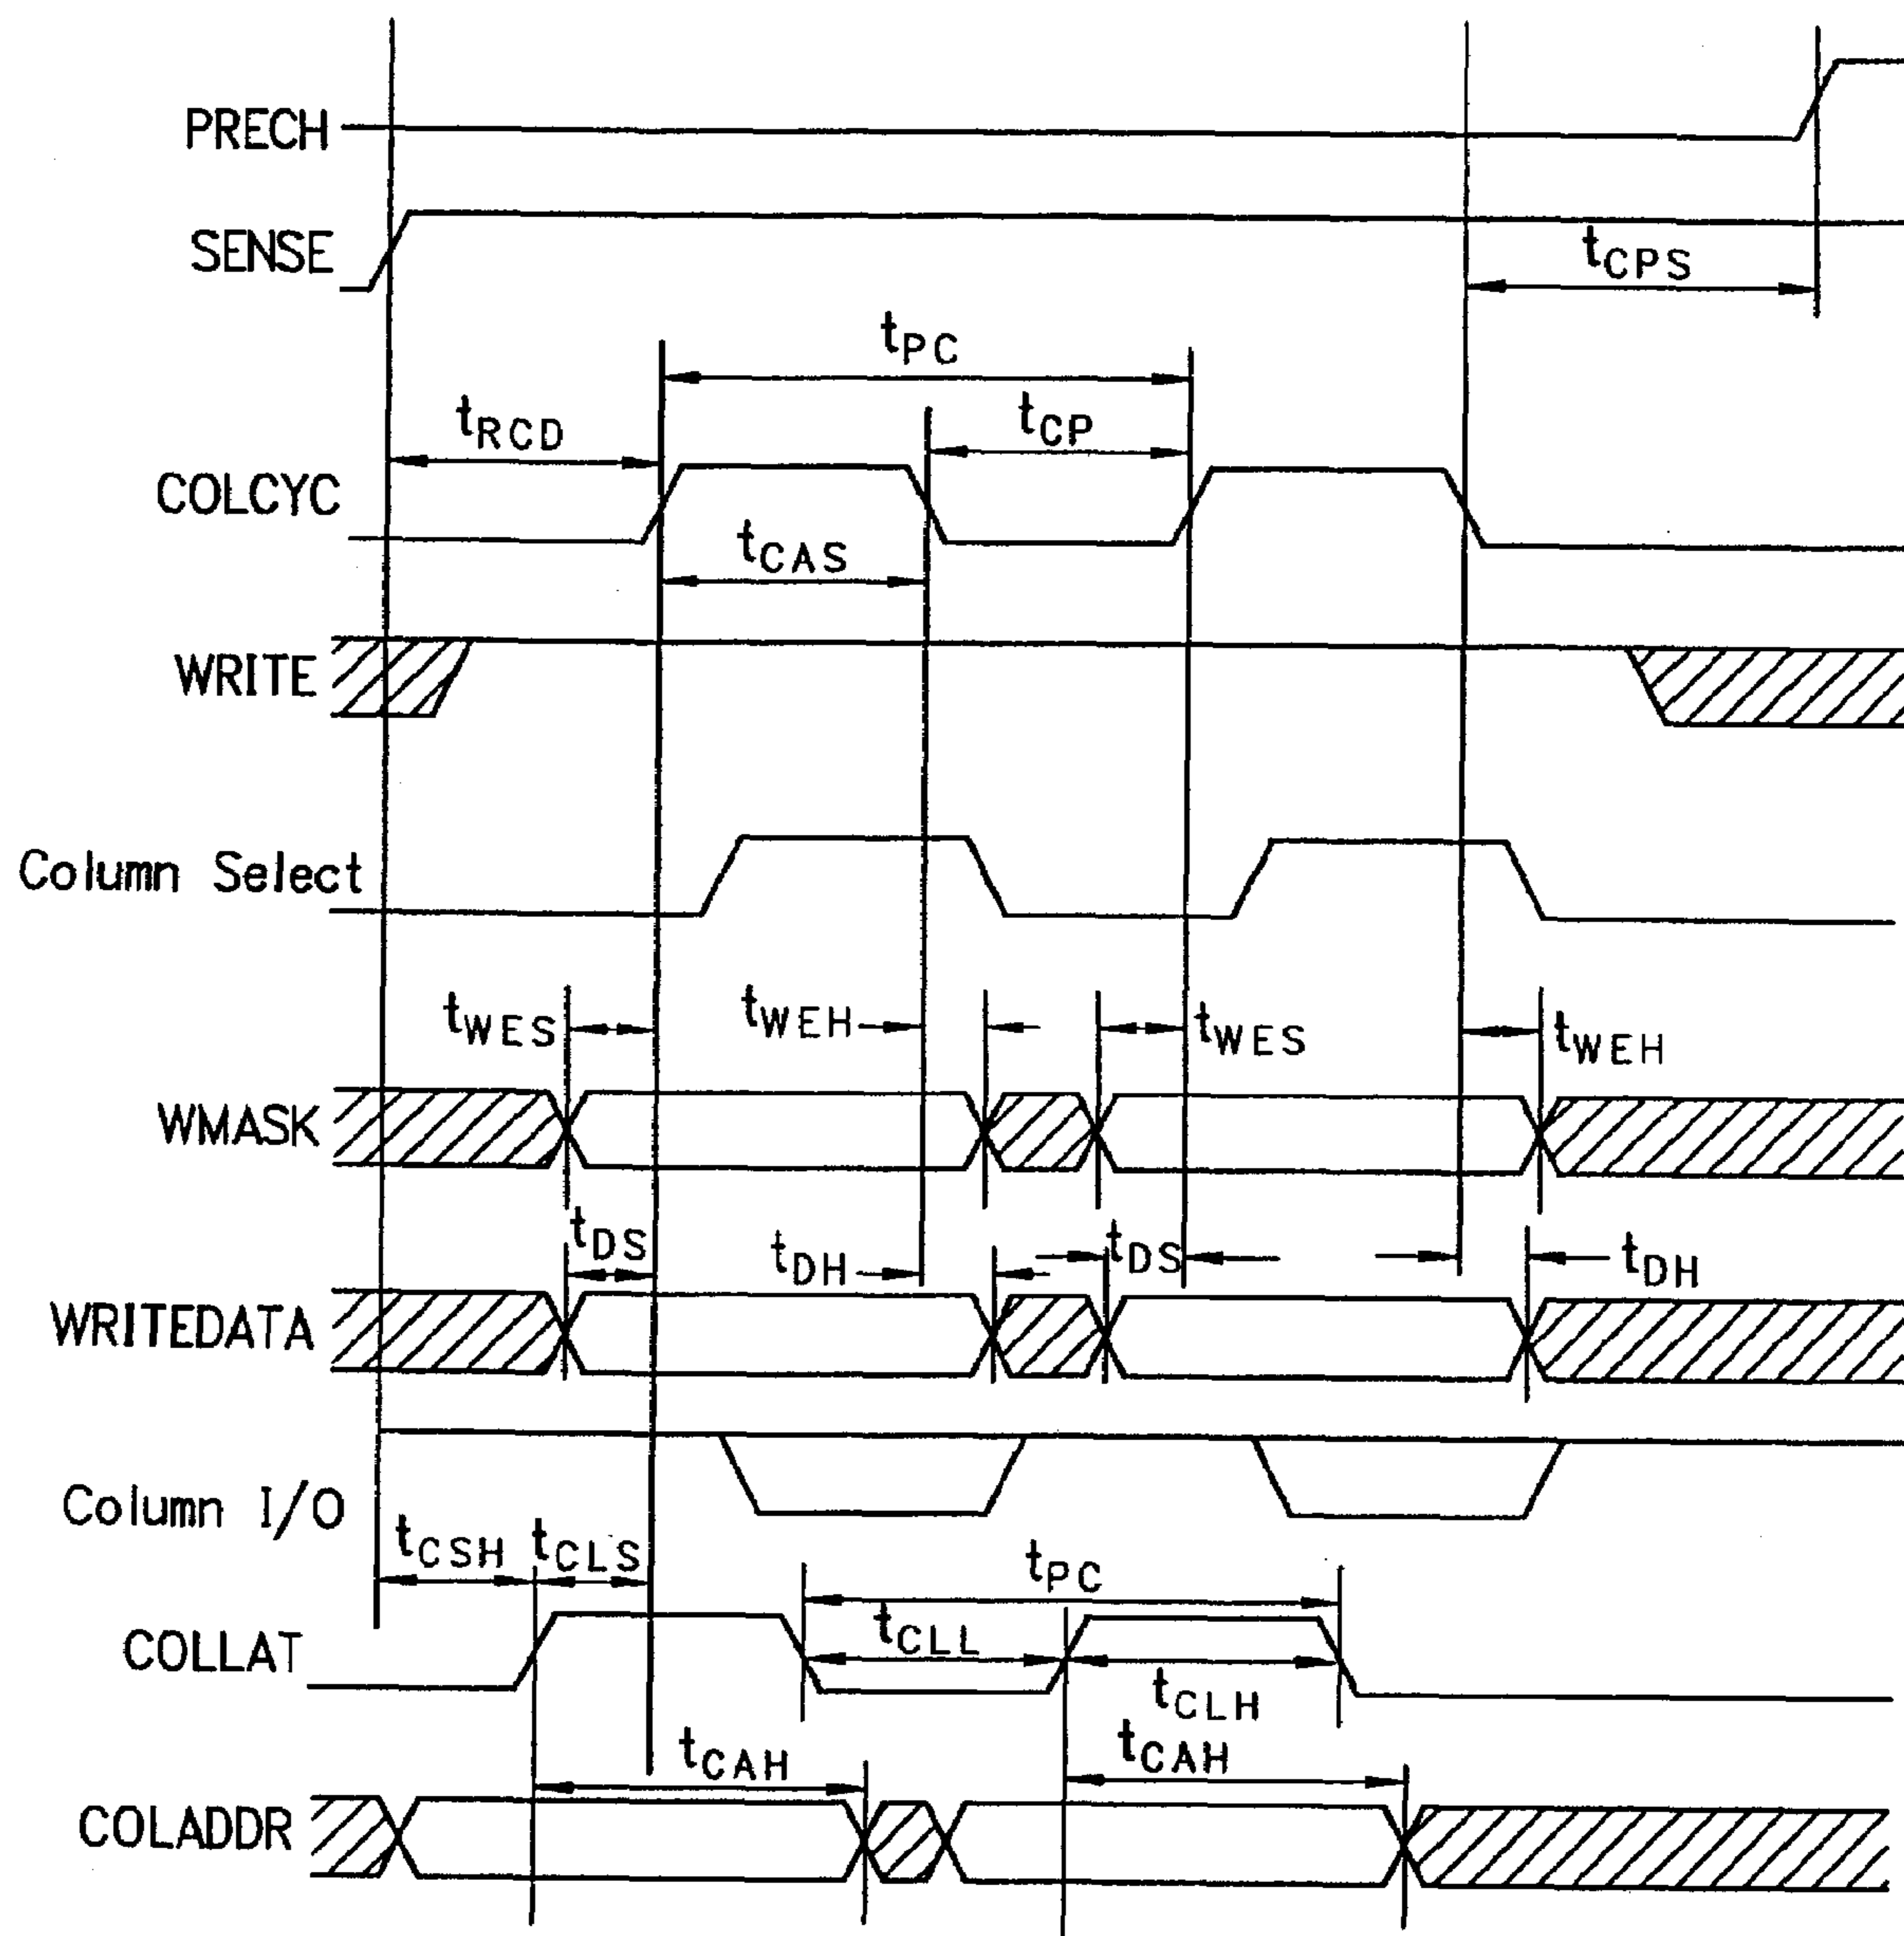 PRECH
SENSE
tCPS
tPC
tRCD
tCP
COLCYC
tCAS
WRITE
Column Select
tWES tWEH tWES tWEH
WMASK
tDS tDH tDS tDH
WRITEDATA
Column I/O
tCSH tCLS tPC
COLLAT
tCLL
tCLH
tCAH tCAH
COLADDR